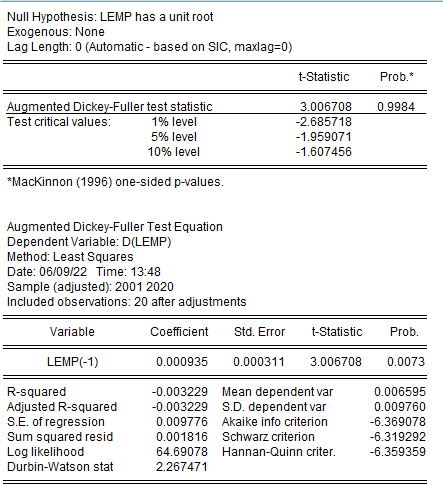 Null Hypothesis: LEMP has a unit root
Exogenous: None
Lag Length: 0 (Automatic - based on SIC, maxlag=0)
t-Statistic Prob.*
Augmented Dickey-Fuller test statistic 3.006708 0.9984
Test critical values: 1% level -2.685718
5% level -1.959071
10% level -1.607456
*MacKinnon (1996) one-sided p-values.
Augmented Dickey-Fuller Test Equation
Dependent Variable: D(LEMP)
Method: Least Squares
Date: 06/09/22 Time: 13:48
Sample (adjusted): 2001 2020
Included observations: 20 after adjustments
Variable Coefficient Std. Error t-Statistic Prob.
LEMP(-1) 0.000935 0.000311 3.006708 0.0073
R-squared -0.003229 Mean dependent var 0.006595
Adjusted R-squared -0.003229 S.D. dependent var 0.009760
S.E. of regression 0.009776 Akaike info criterion -6.369078
Sum squared resid 0.001816 Schwarz criterion -6.319292
Log likelihood 64.69078 Hannan-Quinn criter. -6.359359
Durbin-Watson stat 2.267471